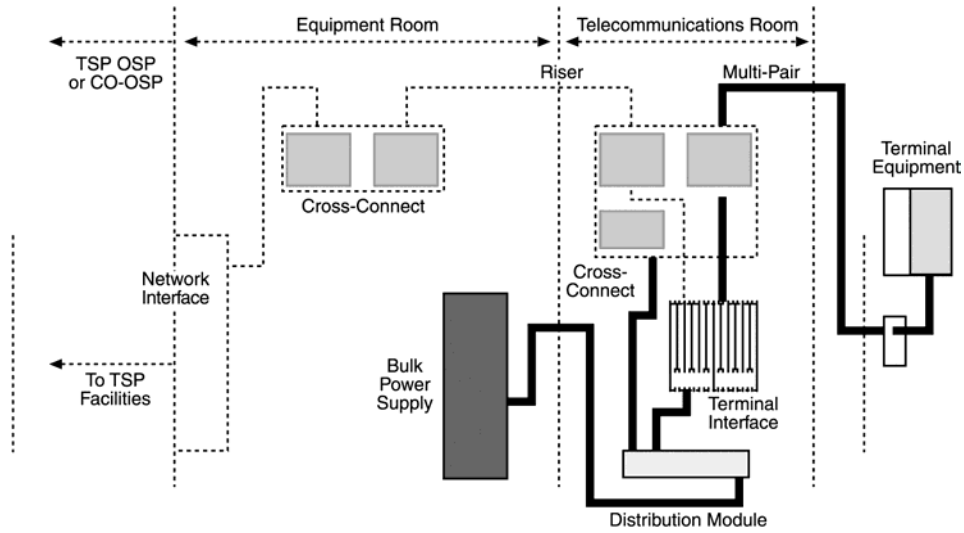 Equipment Room
Telecommunications Room
TSP OSP
or CO-OSP
Riser
Multi-Pair
Terminal
Equipment
Cross-Connect
Network
Interface
Cross-
Connect
Bulk
Power
Supply
To TSP
Facilities
Terminal
Interface
Distribution Module